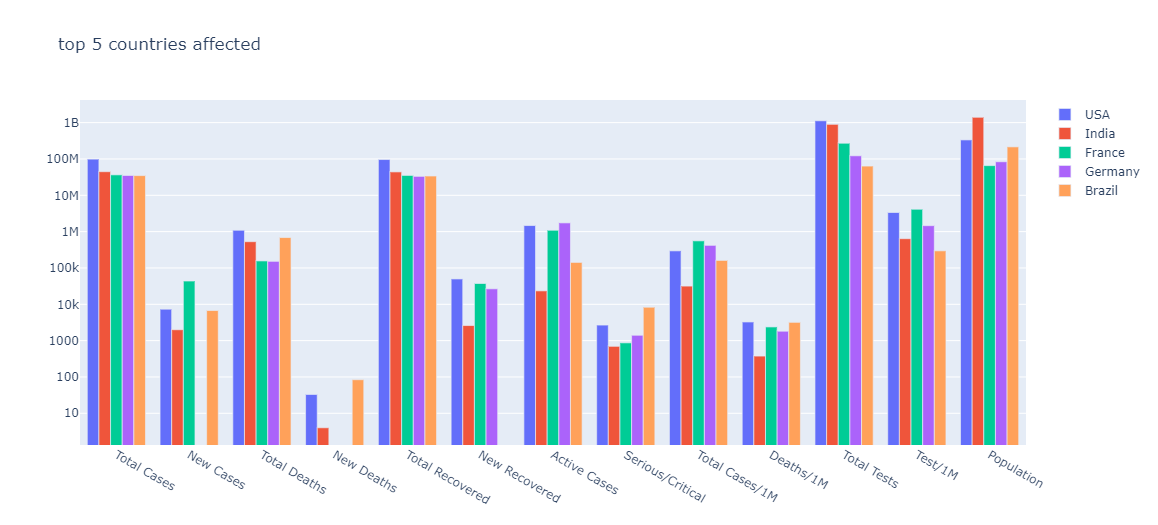 top 5 countries affected
1B
100M
10M
1M
100k
10k
1000
100
10
Total Cases
New Cases
Total Deaths
New Deaths
Total Recovered
New Recovered
Active Cases
Serious/Critical
Total Cases/1M
Deaths/1M
Total Tests
Test/1M
Population
USA
India
France
Germany
Brazil